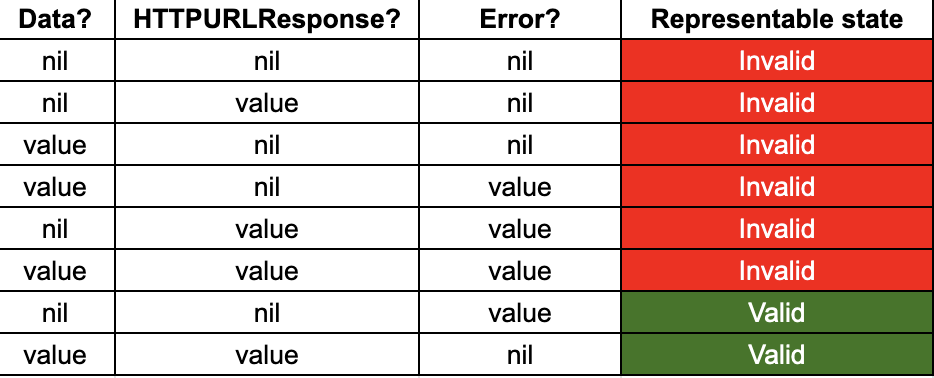 Data? HTTPURLResponse? Error? Representable state
nil nil nil Invalid
nil value nil Invalid
value nil nil Invalid
value nil value Invalid
nil value value Invalid
value value value Invalid
nil nil value Valid
value value nil Valid